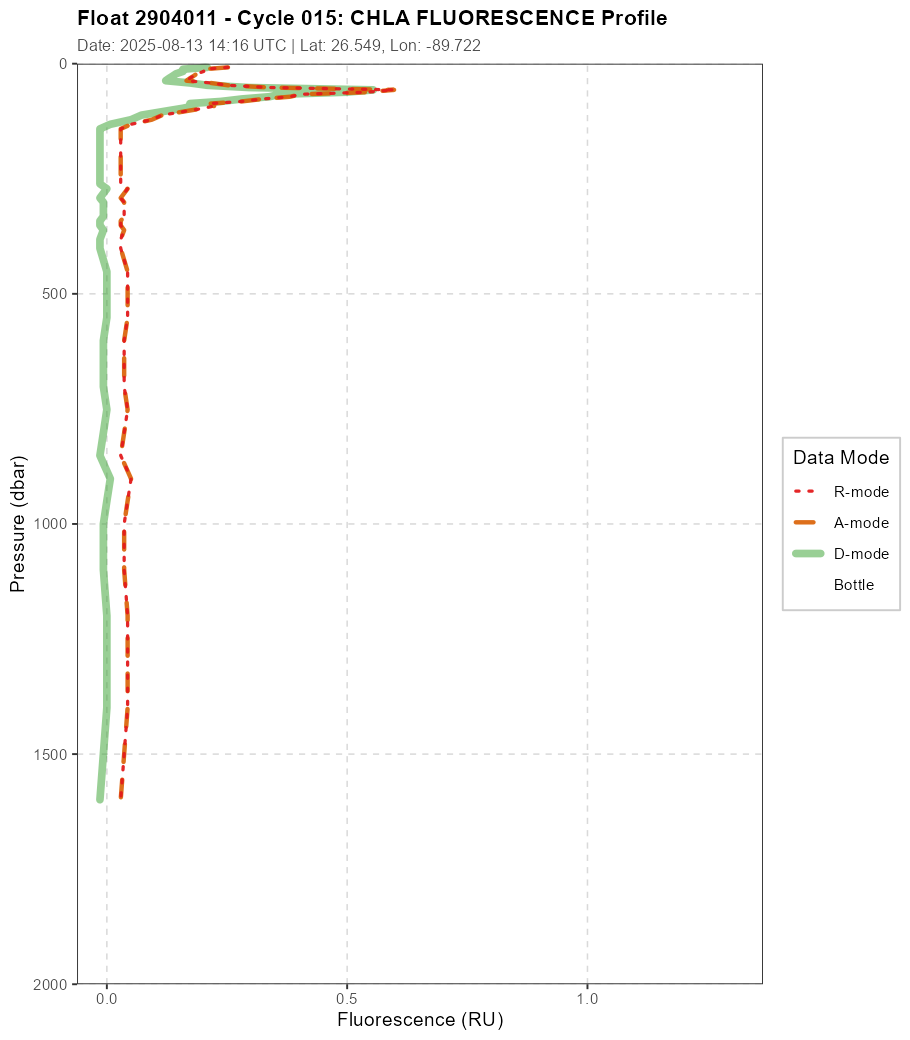 Float 2904011 - Cycle 015: CHLA FLUORESCENCE Profile
Date: 2025-08-13 14:16 UTC | Lat: 26.549, Lon: -89.722
0
500
1000
1500
2000
Pressure (dbar)
0.0 0.5 1.0
Fluorescence (RU)
Data Mode
R-mode
A-mode
D-mode
Bottle